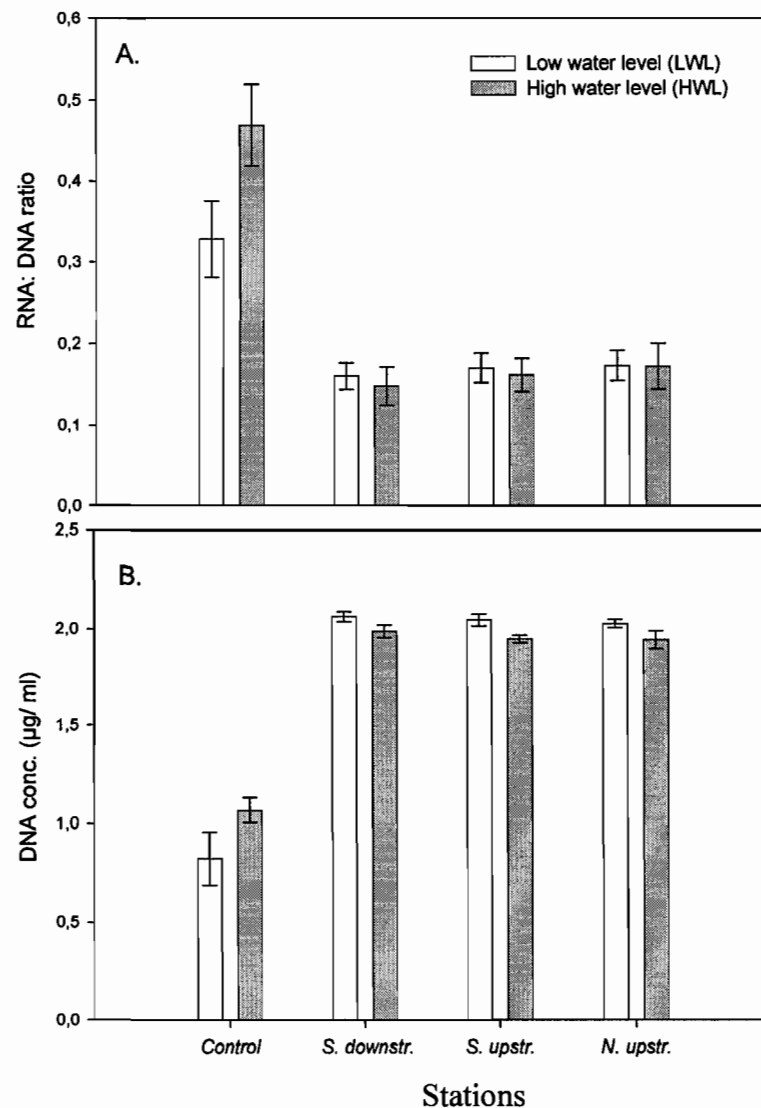 A.
Low water level (LWL)
High water level (HWL)
RNA: DNA ratio
0,6
0,5
0,4
0,3
0,2
0,1
0,0
B.
DNA conc. (µg/ ml)
2,5
2,0
1,5
1,0
0,5
0,0
Control S. downstr. S. upstr. N. upstr.
Stations